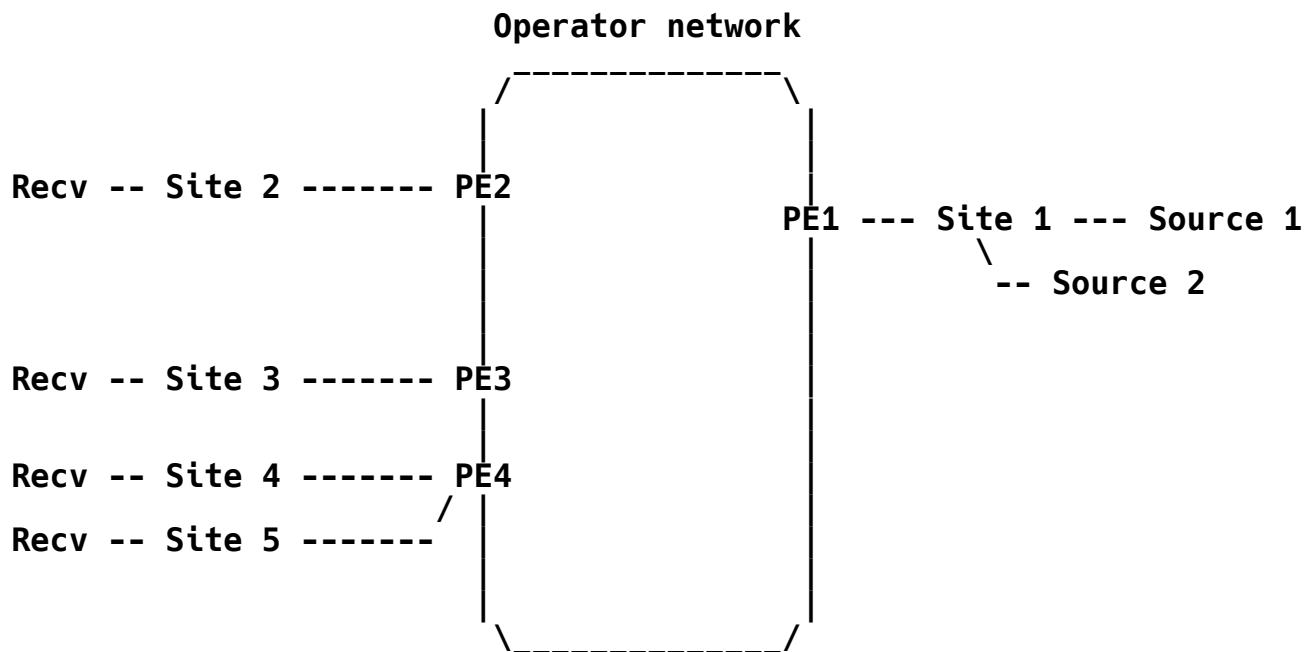 Operator network
Recv -- Site 2 ------- PE2
PE1 --- Site 1 --- Source 1
-- Source 2
Recv -- Site 3 ------- PE3
Recv -- Site 4 ------- PE4
Recv -- Site 5 -------